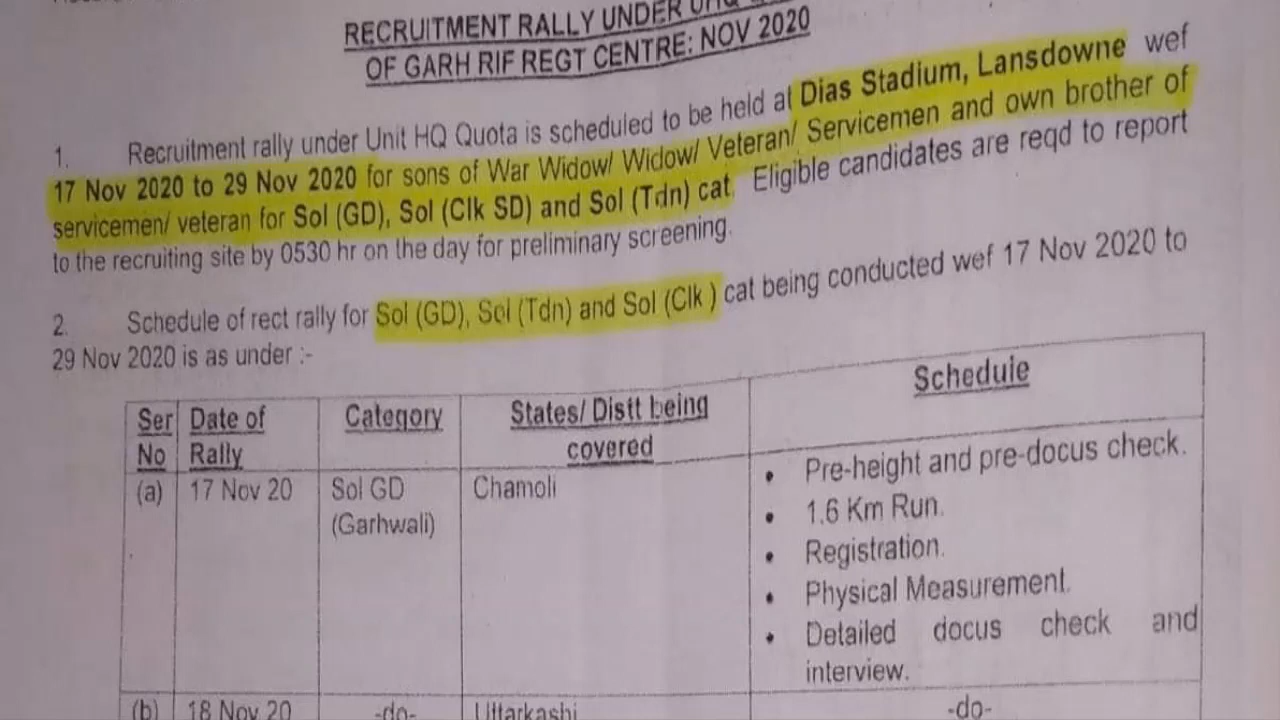 RECRUITMENT RALLY UNDER UHQ
OF GARH RIF REGT CENTRE: NOV 2020
1. Recruitment rally under Unit HQ Quota is scheduled to be held at Dias Stadium, Lansdowne wef
17 Nov 2020 to 29 Nov 2020 for sons of War Widow/ Widow/ Veteran/ Servicemen and own brother of
servicemen/ veteran for Sol (GD), Sol (Clk SD) and Sol (Tdn) cat. Eligible candidates are reqd to report
to the recruiting site by 0530 hr on the day for preliminary screening.
2. Schedule of rect rally for Sol (GD), Sol (Tdn) and Sol (Clk ) cat being conducted wef 17 Nov 2020 to
29 Nov 2020 is as under :-
Ser No Date of Rally Category States/ Distt being covered Schedule
(a) 17 Nov 20 Sol GD (Garhwali) Chamoli
• Pre-height and pre-docus check.
• 1.6 Km Run.
• Registration.
• Physical Measurement.
• Detailed docus check and
interview.
(b) 18 Nov 20 -do- Uttarkashi -do-